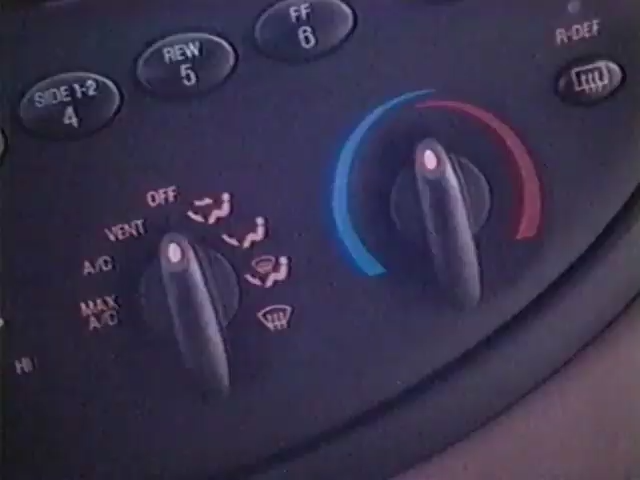 FF
6
REW
5
SIDE 1-2
4
R-DEF
OFF
VENT
A/C
MAX
A/C
HI